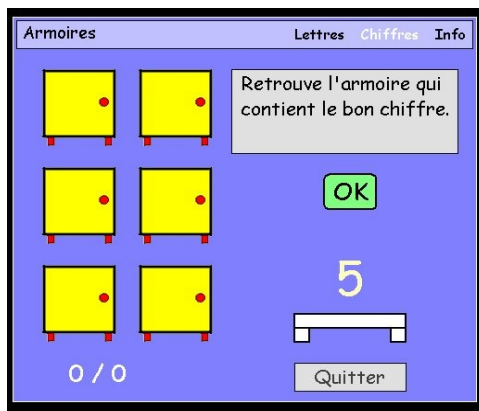 Armoires
Lettres Chiffres Info
Retrouve l'armoire qui
contient le bon chiffre.
OK
5
0 / 0
Quitter